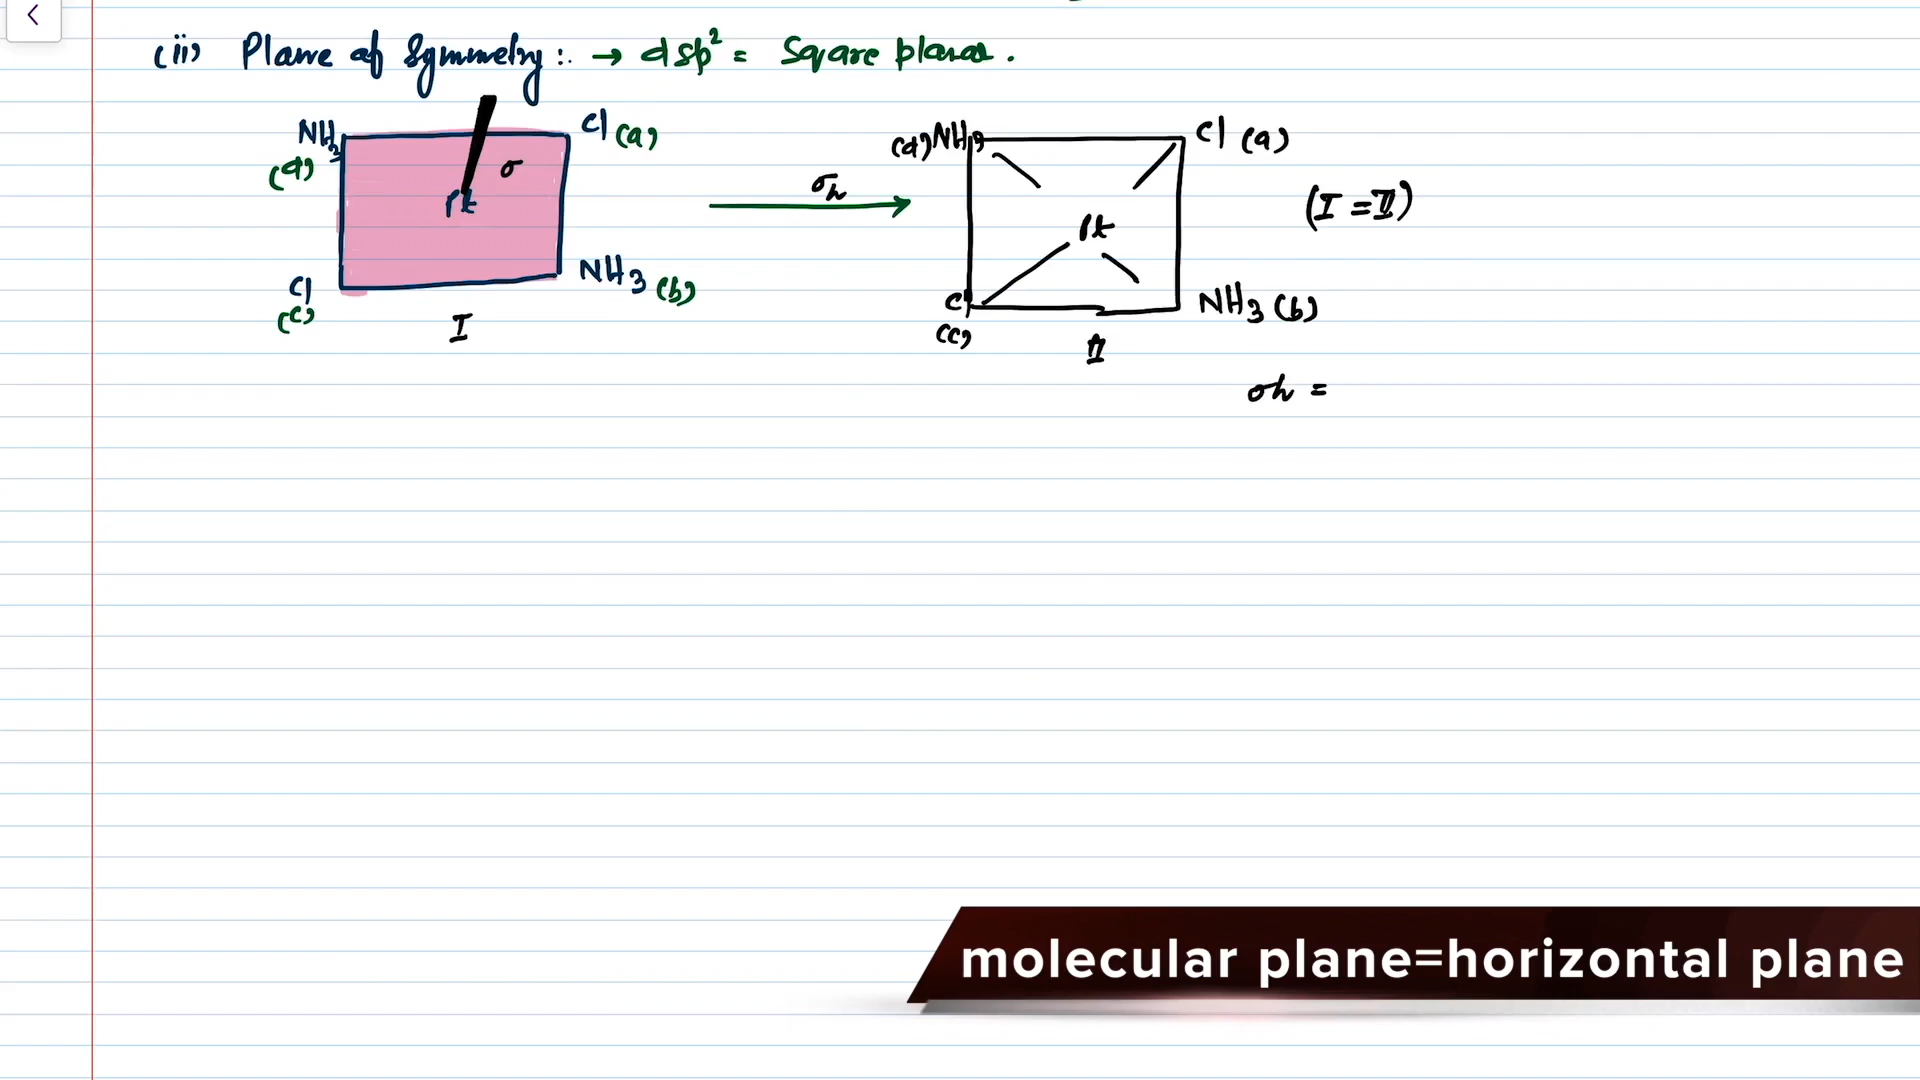 (ii) Plane of Symmetry :. → dsp² = Square planar.
NH₃ Cl (a)
(d) σ
Pt
Cl NH₃ (b)
(c)
I
σh
(d) NH₃ Cl (a)
(I = II)
Pt
C NH₃ (b)
(c)
II
σh =
molecular plane=horizontal plane